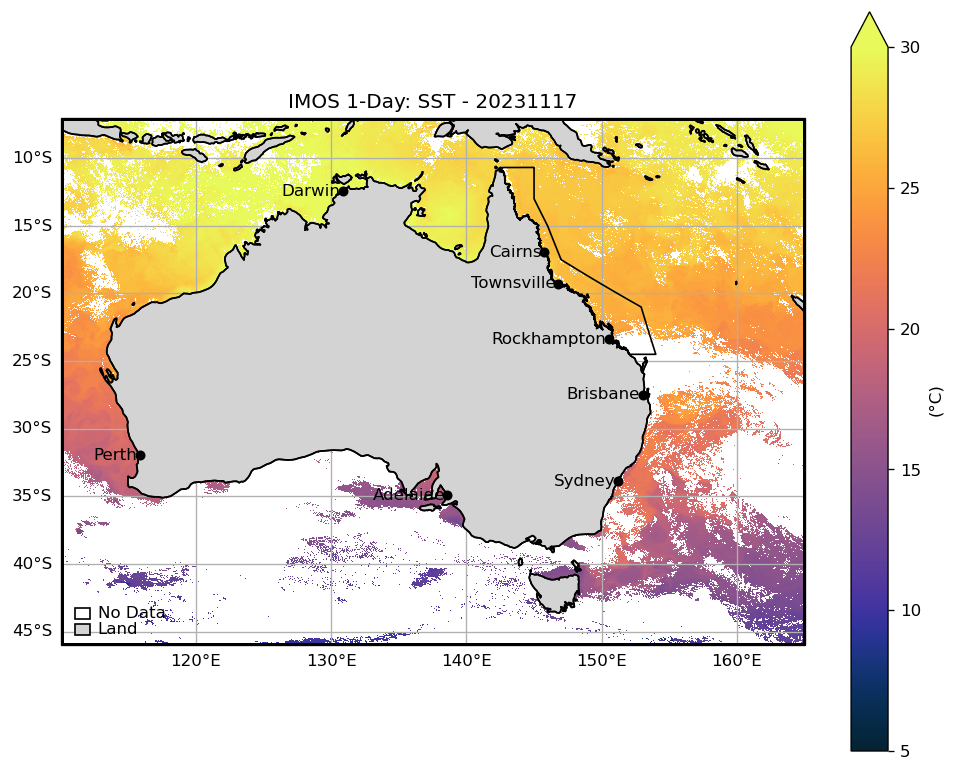 IMOS 1-Day: SST - 20231117
30
25
20
15
10
5
(°C)
10°S
15°S
20°S
25°S
30°S
35°S
40°S
45°S
Darwin
Cairns
Townsville
Rockhampton
Brisbane
Perth
Sydney
Adelaide
No Data
Land
120°E 130°E 140°E 150°E 160°E